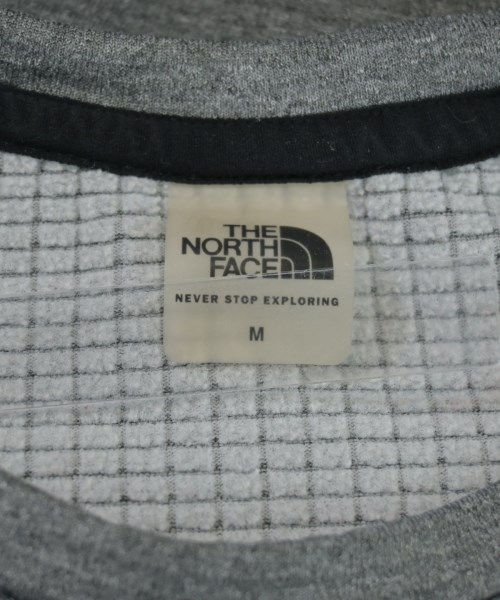 THE
NORTH
FACE
NEVER STOP EXPLORING
M